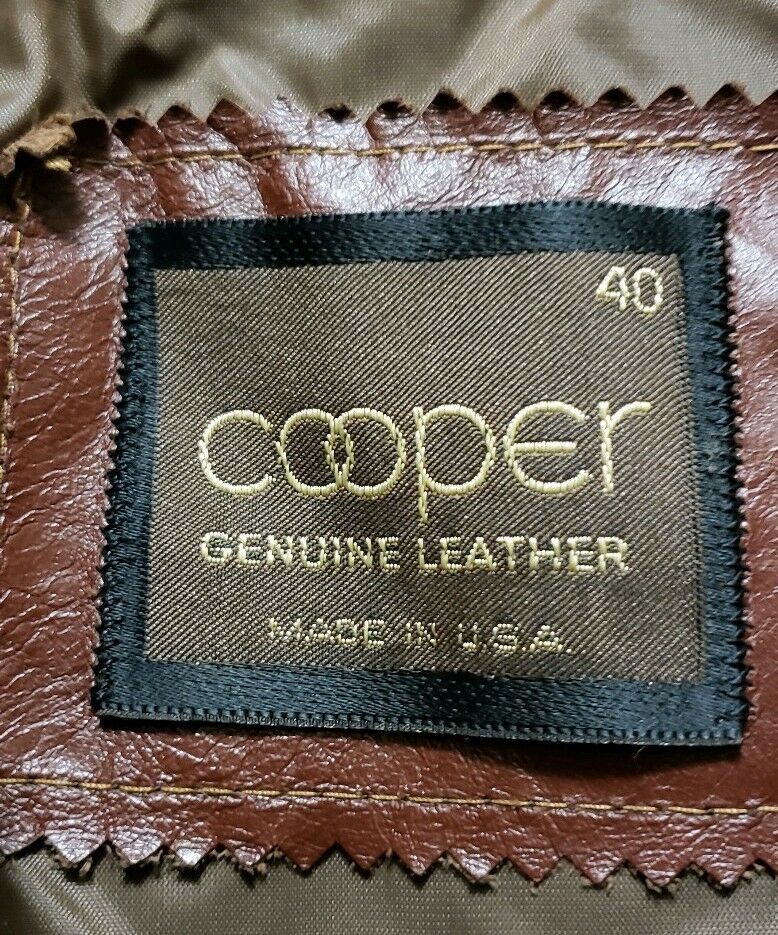 40
cooper
GENUINE LEATHER
MADE IN U.S.A.